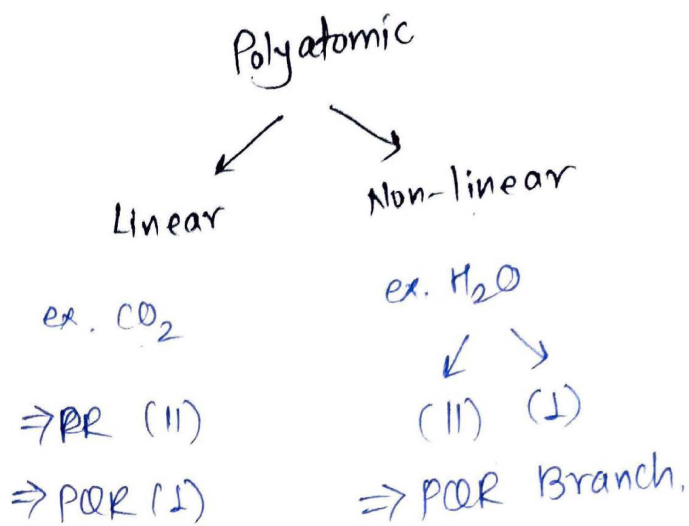 Polyatomic
Linear
Non-linear
ex. CO₂
ex. H₂O
⇒ PR (||)
(||) (⊥)
⇒ PQR (⊥)
⇒ PQR Branch.